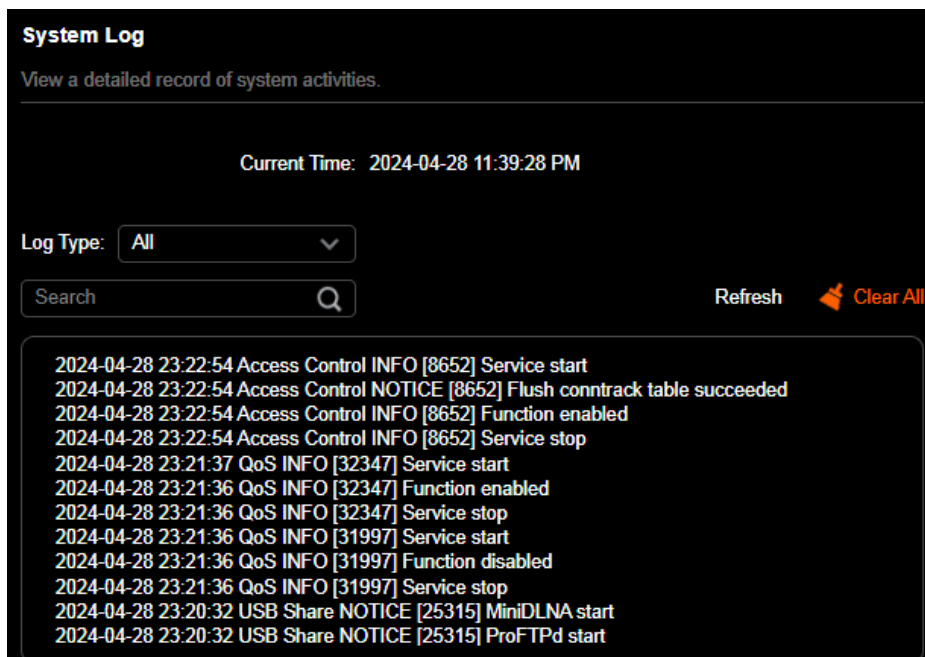 System Log
View a detailed record of system activities.
Current Time: 2024-04-28 11:39:28 PM
Log Type: All
Search Refresh Clear All
2024-04-28 23:22:54 Access Control INFO [8652] Service start
2024-04-28 23:22:54 Access Control NOTICE [8652] Flush conntrack table succeeded
2024-04-28 23:22:54 Access Control INFO [8652] Function enabled
2024-04-28 23:22:54 Access Control INFO [8652] Service stop
2024-04-28 23:21:37 QoS INFO [32347] Service start
2024-04-28 23:21:36 QoS INFO [32347] Function enabled
2024-04-28 23:21:36 QoS INFO [32347] Service stop
2024-04-28 23:21:36 QoS INFO [31997] Service start
2024-04-28 23:21:36 QoS INFO [31997] Function disabled
2024-04-28 23:21:36 QoS INFO [31997] Service stop
2024-04-28 23:20:32 USB Share NOTICE [25315] MiniDLNA start
2024-04-28 23:20:32 USB Share NOTICE [25315] ProFTPd start